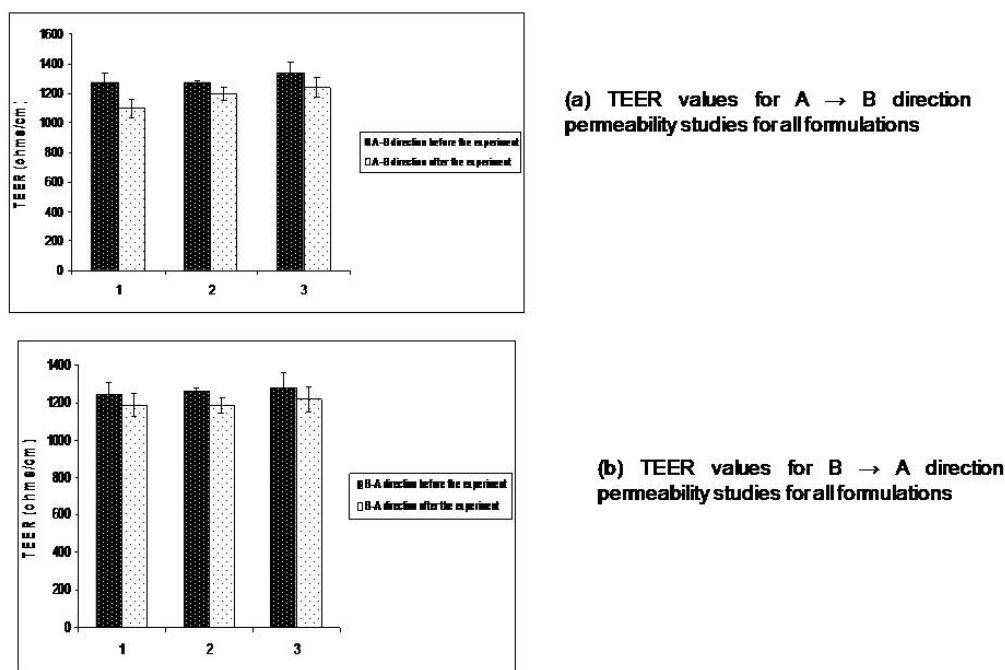 1600
1400
1200
1000
800
600
400
200
0
TEER (ohms/cm)
1 2 3
A-B direction before the experiment
A-B direction after the experiment
(a) TEER values for A → B direction
permeability studies for all formulations
1400
1200
1000
800
600
400
200
0
TEER (ohms/cm)
1 2 3
B-A direction before the experiment
B-A direction after the experiment
(b) TEER values for B → A direction
permeability studies for all formulations